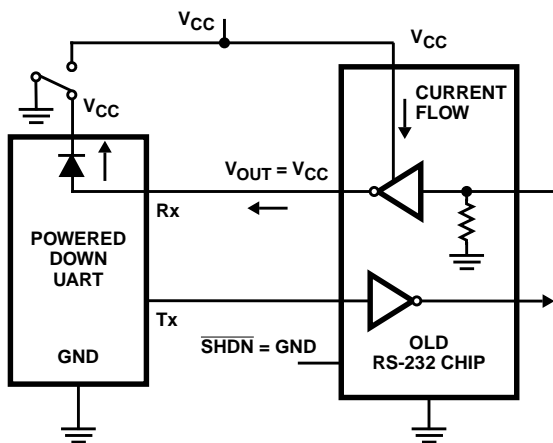 VCC
VCC
VCC
CURRENT
FLOW
VOUT = VCC
Rx
POWERED
DOWN
UART
Tx
GND
SHDN = GND
OLD
RS-232 CHIP